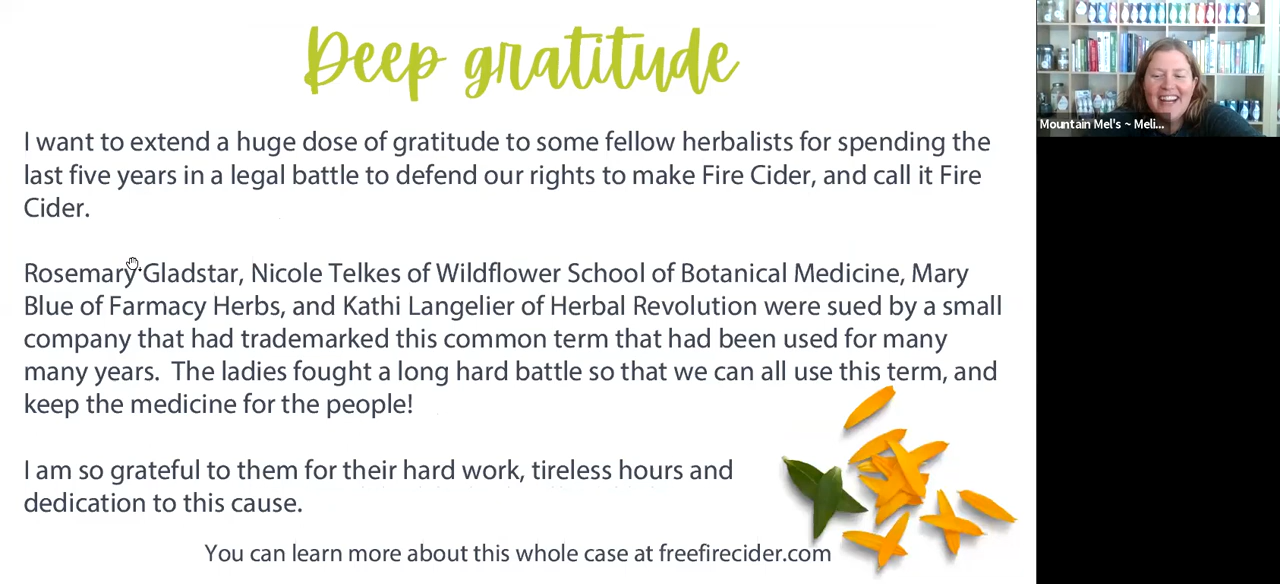 Deep gratitude
I want to extend a huge dose of gratitude to some fellow herbalists for spending the
last five years in a legal battle to defend our rights to make Fire Cider, and call it Fire
Cider.
Rosemary Gladstar, Nicole Telkes of Wildflower School of Botanical Medicine, Mary
Blue of Farmacy Herbs, and Kathi Langelier of Herbal Revolution were sued by a small
company that had trademarked this common term that had been used for many
many years.  The ladies fought a long hard battle so that we can all use this term, and
keep the medicine for the people!
I am so grateful to them for their hard work, tireless hours and
dedication to this cause.
You can learn more about this whole case at freefirecider.com
Mountain Mel's ~ Meli...